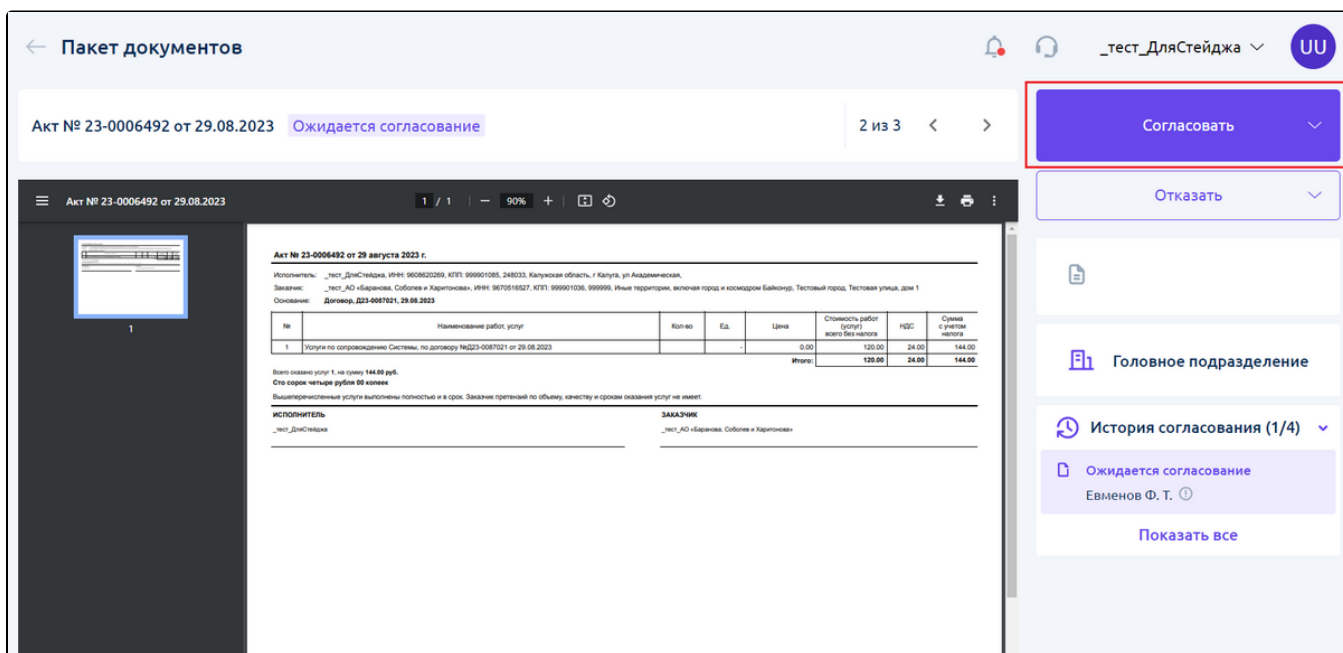 Пакет документов
_тест_ДляСтейджа
UU
Акт № 23-0006492 от 29.08.2023 Ожидается согласование 2 из 3
Согласовать
Отказать
Акт № 23-0006492 от 29.08.2023 1 / 1 90%
1
Акт № 23-0006492 от 29 августа 2023 г.
Исполнитель: _тест_ДляСтейджа, ИНН: 9608620269, КПП: 999901085, 248033, Калужская область, г Калуга, ул Академическая,
Заказчик: _тест_АО «Баранова, Соболев и Харитонова», ИНН: 9670516527, КПП: 999901036, 999999, Иные территории, включая город и космодром Байконур, Тестовый город, Тестовая улица, дом 1
Основание: Договор, Д23-0087021, 29.08.2023
№ Наименование работ, услуг Кол-во Ед. Цена Стоимость работ (услуг) всего без налога НДС Сумма с учетом налога
1 Услуги по сопровождению Системы, по договору №Д23-0087021 от 29.08.2023 - 0.00 120.00 24.00 144.00
Итого: 120.00 24.00 144.00
Всего оказано услуг 1, на сумму 144.00 руб.
Сто сорок четыре рубля 00 копеек
Вышеперечисленные услуги выполнены полностью и в срок. Заказчик претензий по объему, качеству и срокам оказания услуг не имеет.
ИСПОЛНИТЕЛЬ ЗАКАЗЧИК
_тест_ДляСтейджа _тест_АО «Баранова, Соболев и Харитонова»
Головное подразделение
История согласования (1/4)
Ожидается согласование
Евменов Ф. Т.
Показать все